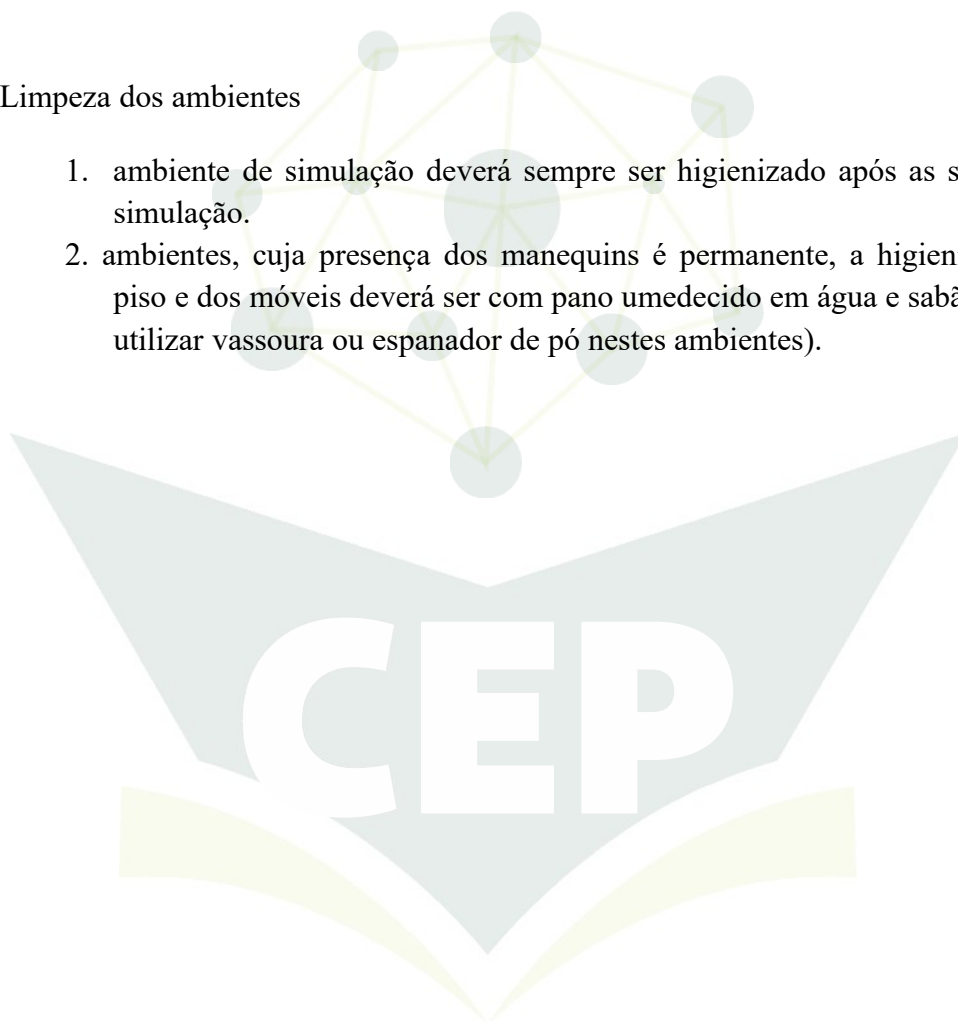 Limpeza dos ambientes
1. ambiente de simulação deverá sempre ser higienizado após as
simulação.
2. ambientes, cuja presença dos manequins é permanente, a
piso e dos móveis deverá ser com pano umedecido em água e
utilizar vassoura ou espanador de pó nestes ambientes).
CEP